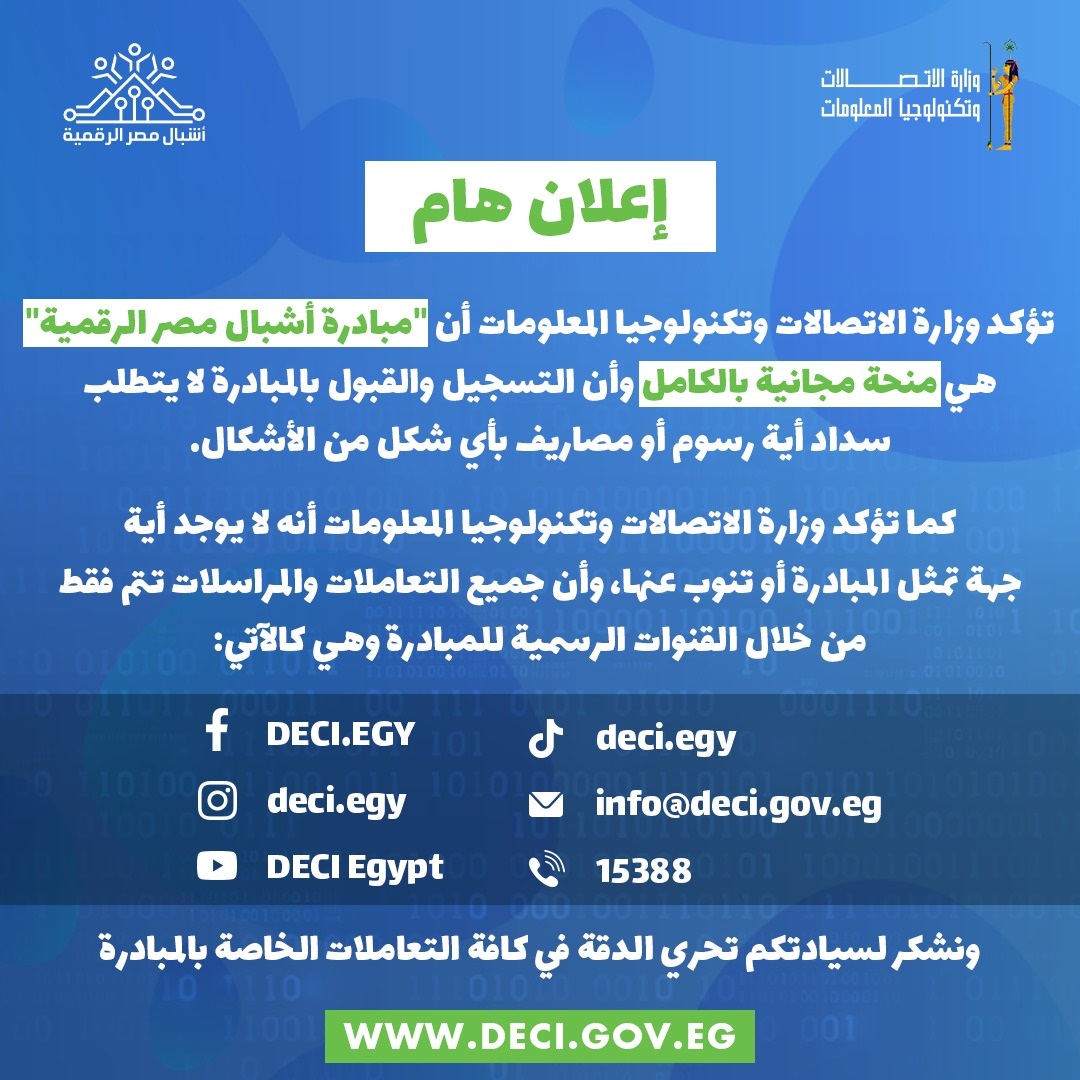 وزارة الاتصالات
وتكنولوجيا المعلومات
أشبال مصر الرقمية
إعلان هام
تؤكد وزارة الاتصالات وتكنولوجيا المعلومات أن "مبادرة أشبال مصر الرقمية"
هي منحة مجانية بالكامل وأن التسجيل والقبول بالمبادرة لا يتطلب
سداد أية رسوم أو مصاريف بأي شكل من الأشكال.
كما تؤكد وزارة الاتصالات وتكنولوجيا المعلومات أنه لا يوجد أية
جهة تمثل المبادرة أو تنوب عنها، وأن جميع التعاملات والمراسلات تتم فقط
من خلال القنوات الرسمية للمبادرة وهي كالآتي:
DECI.EGY
deci.egy
deci.egy
info@deci.gov.eg
DECI Egypt
15388
ونشكر لسيادتكم تحري الدقة في كافة التعاملات الخاصة بالمبادرة
WWW.DECI.GOV.EG